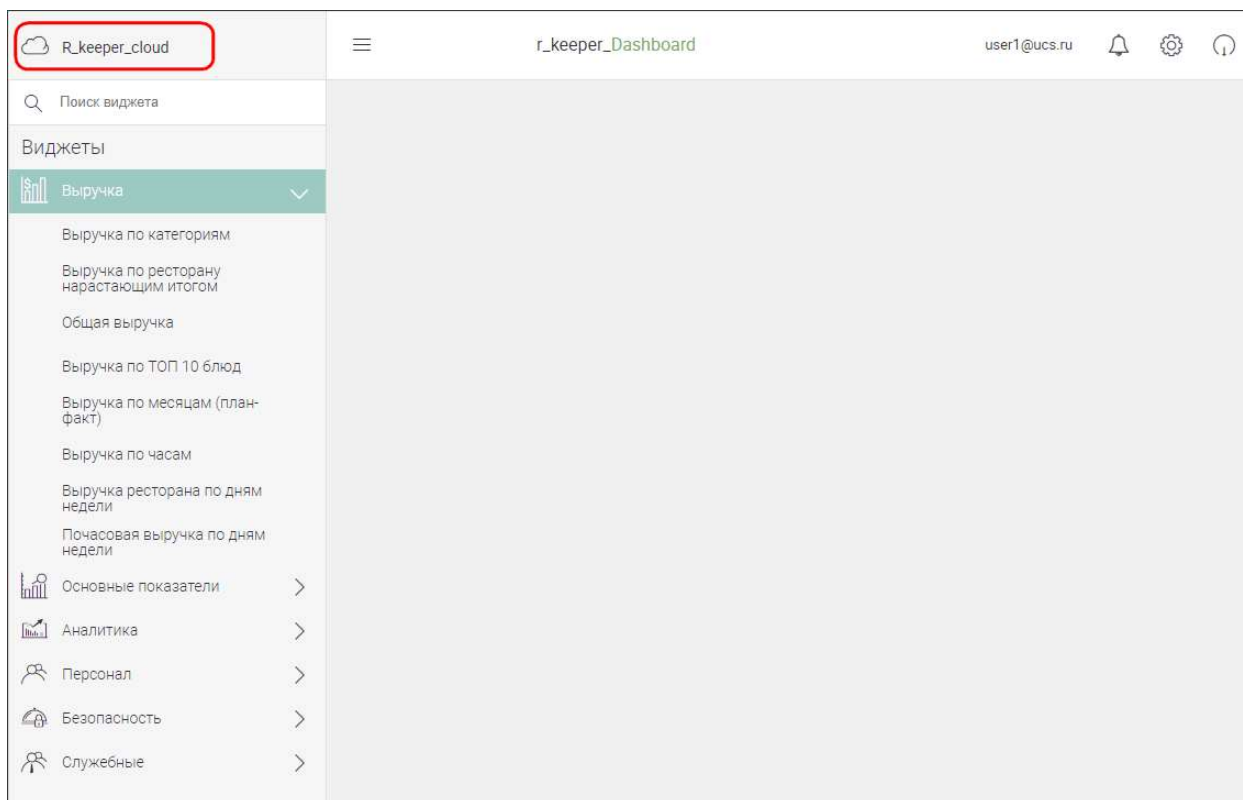 R_keeper_cloud
r_keeper_Dashboard
user1@ucs.ru
Поиск виджета
Виджеты
Выручка
Выручка по категориям
Выручка по ресторану
нарастающим итогом
Общая выручка
Выручка по ТОП 10 блюд
Выручка по месяцам (план-
факт)
Выручка по часам
Выручка ресторана по дням
недели
Почасовая выручка по дням
недели
Основные показатели
Аналитика
Персонал
Безопасность
Служебные